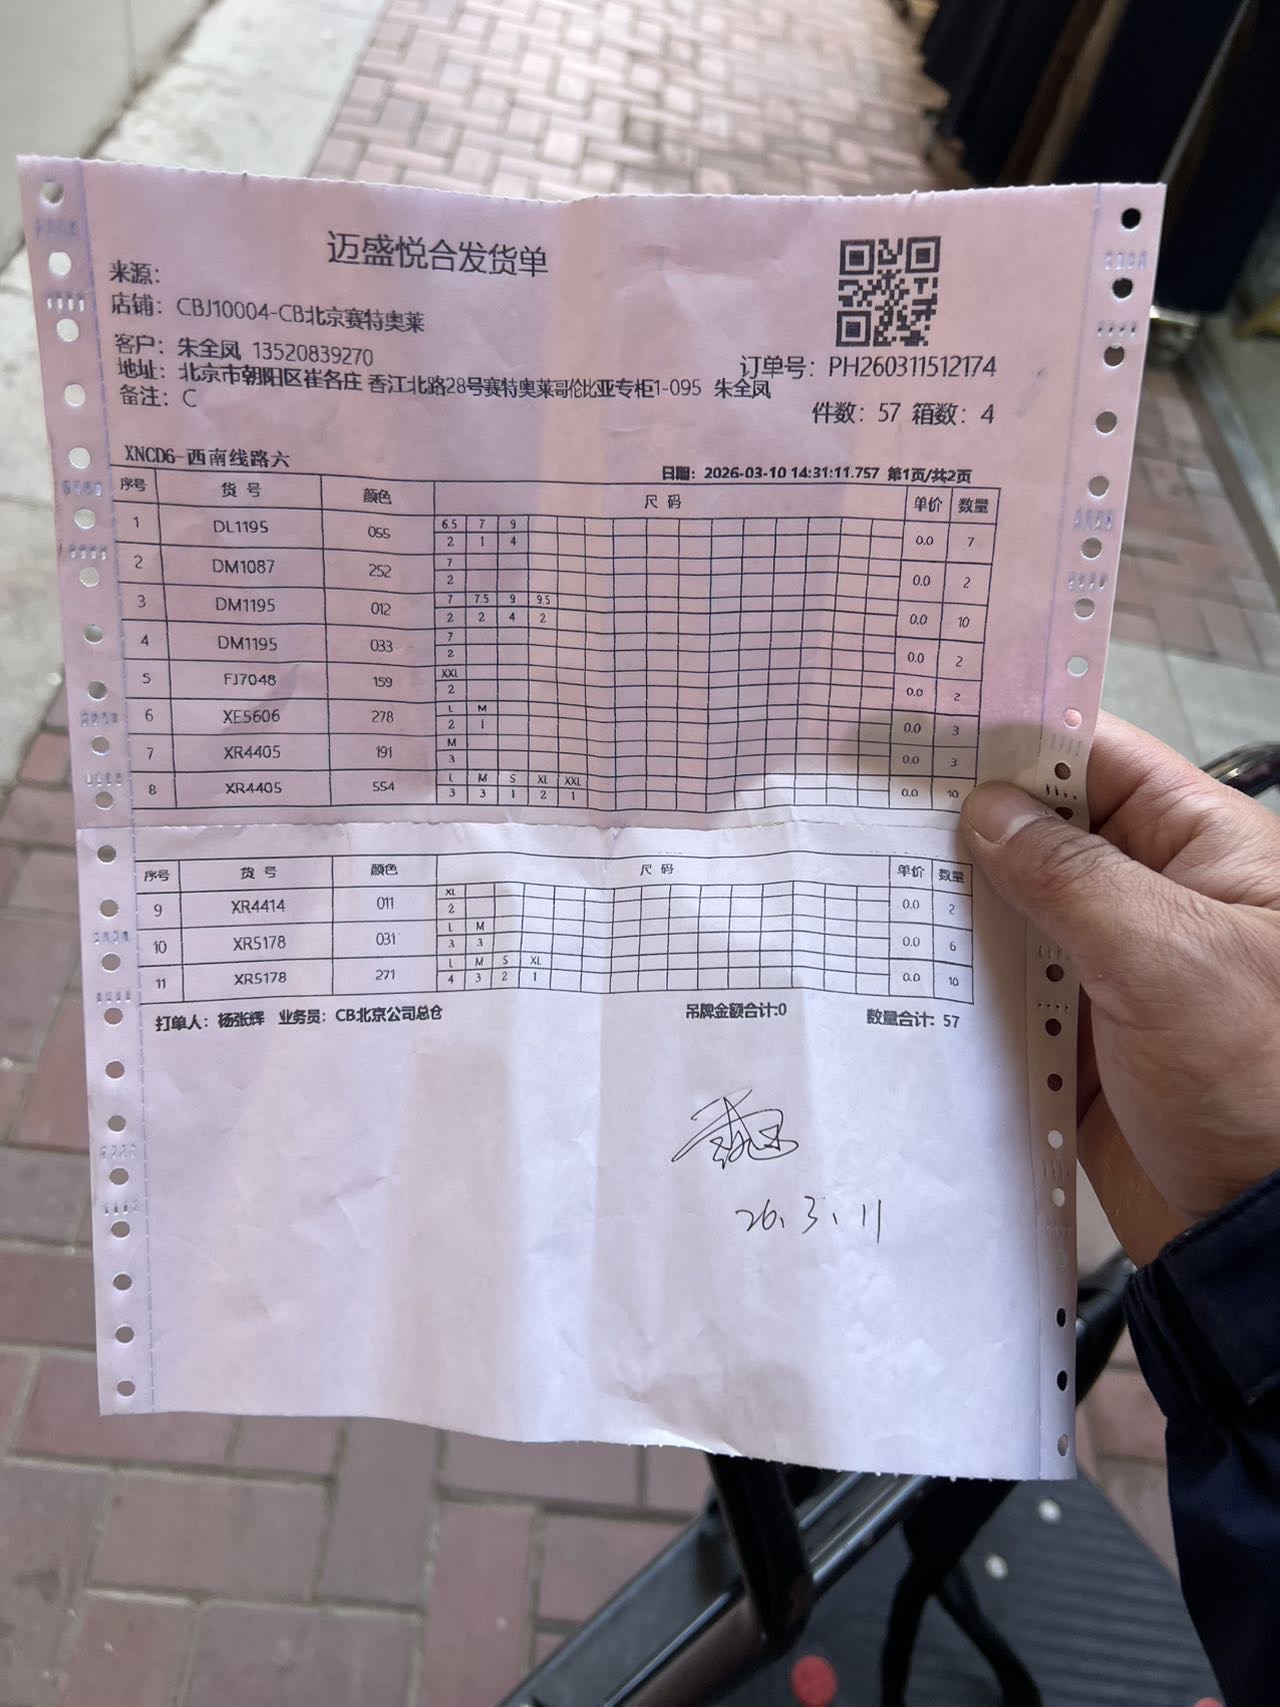 迈盛悦合发货单
来源:
店铺: CBJ10004-CB北京赛特奥莱
客户: 朱全凤 13520839270
订单号: PH260311512174
地址: 北京市朝阳区崔各庄 香江北路28号赛特奥莱哥伦比亚专柜1-095 朱全凤
备注: C
件数: 57 箱数: 4
XNCD6-西南线路六
日期: 2026-03-10 14:31:11.757 第1页/共2页
序号 货号 颜色 尺码 单价 数量
1 DL1195 055 6.5 7 9 0.0 7
2 1 4
2 DM1087 252 7 0.0 2
2
3 DM1195 012 7 7.5 9 9.5 0.0 10
2 2 4 2
4 DM1195 033 7 0.0 2
2
5 FJ7048 159 XXL 0.0 2
2
6 XE5606 278 L M 0.0 3
2 1
7 XR4405 191 M 0.0 3
3
8 XR4405 554 L M S XL XXL 0.0 10
3 3 1 2 1
序号 货号 颜色 尺码 单价 数量
9 XR4414 011 XL 0.0 2
2
10 XR5178 031 L M 0.0 6
3 3
11 XR5178 271 L M S XL 0.0 10
4 3 2 1
打单人: 杨张辉 业务员: CB北京公司总仓 吊牌金额合计:0 数量合计: 57
26.3.11